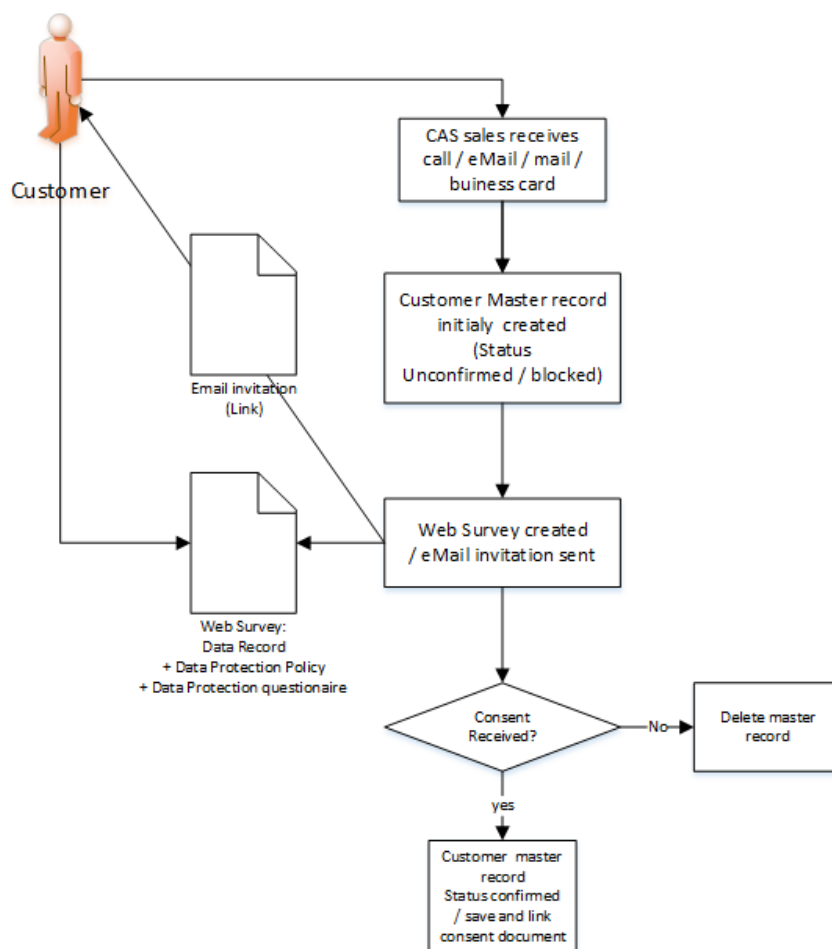 CAS sales receives
call / eMail / mail /
buiness card
Customer
Customer Master record
initialy created
(Status
Unconfirmed / blocked)
Email invitation
(Link)
Web Survey created
/ eMail invitation sent
Web Survey:
Data Record
+ Data Protection Policy
+ Data Protection questionaire
Consent
Received?
No
Delete master
record
yes
Customer master
record
Status confirmed
/ save and link
consent document